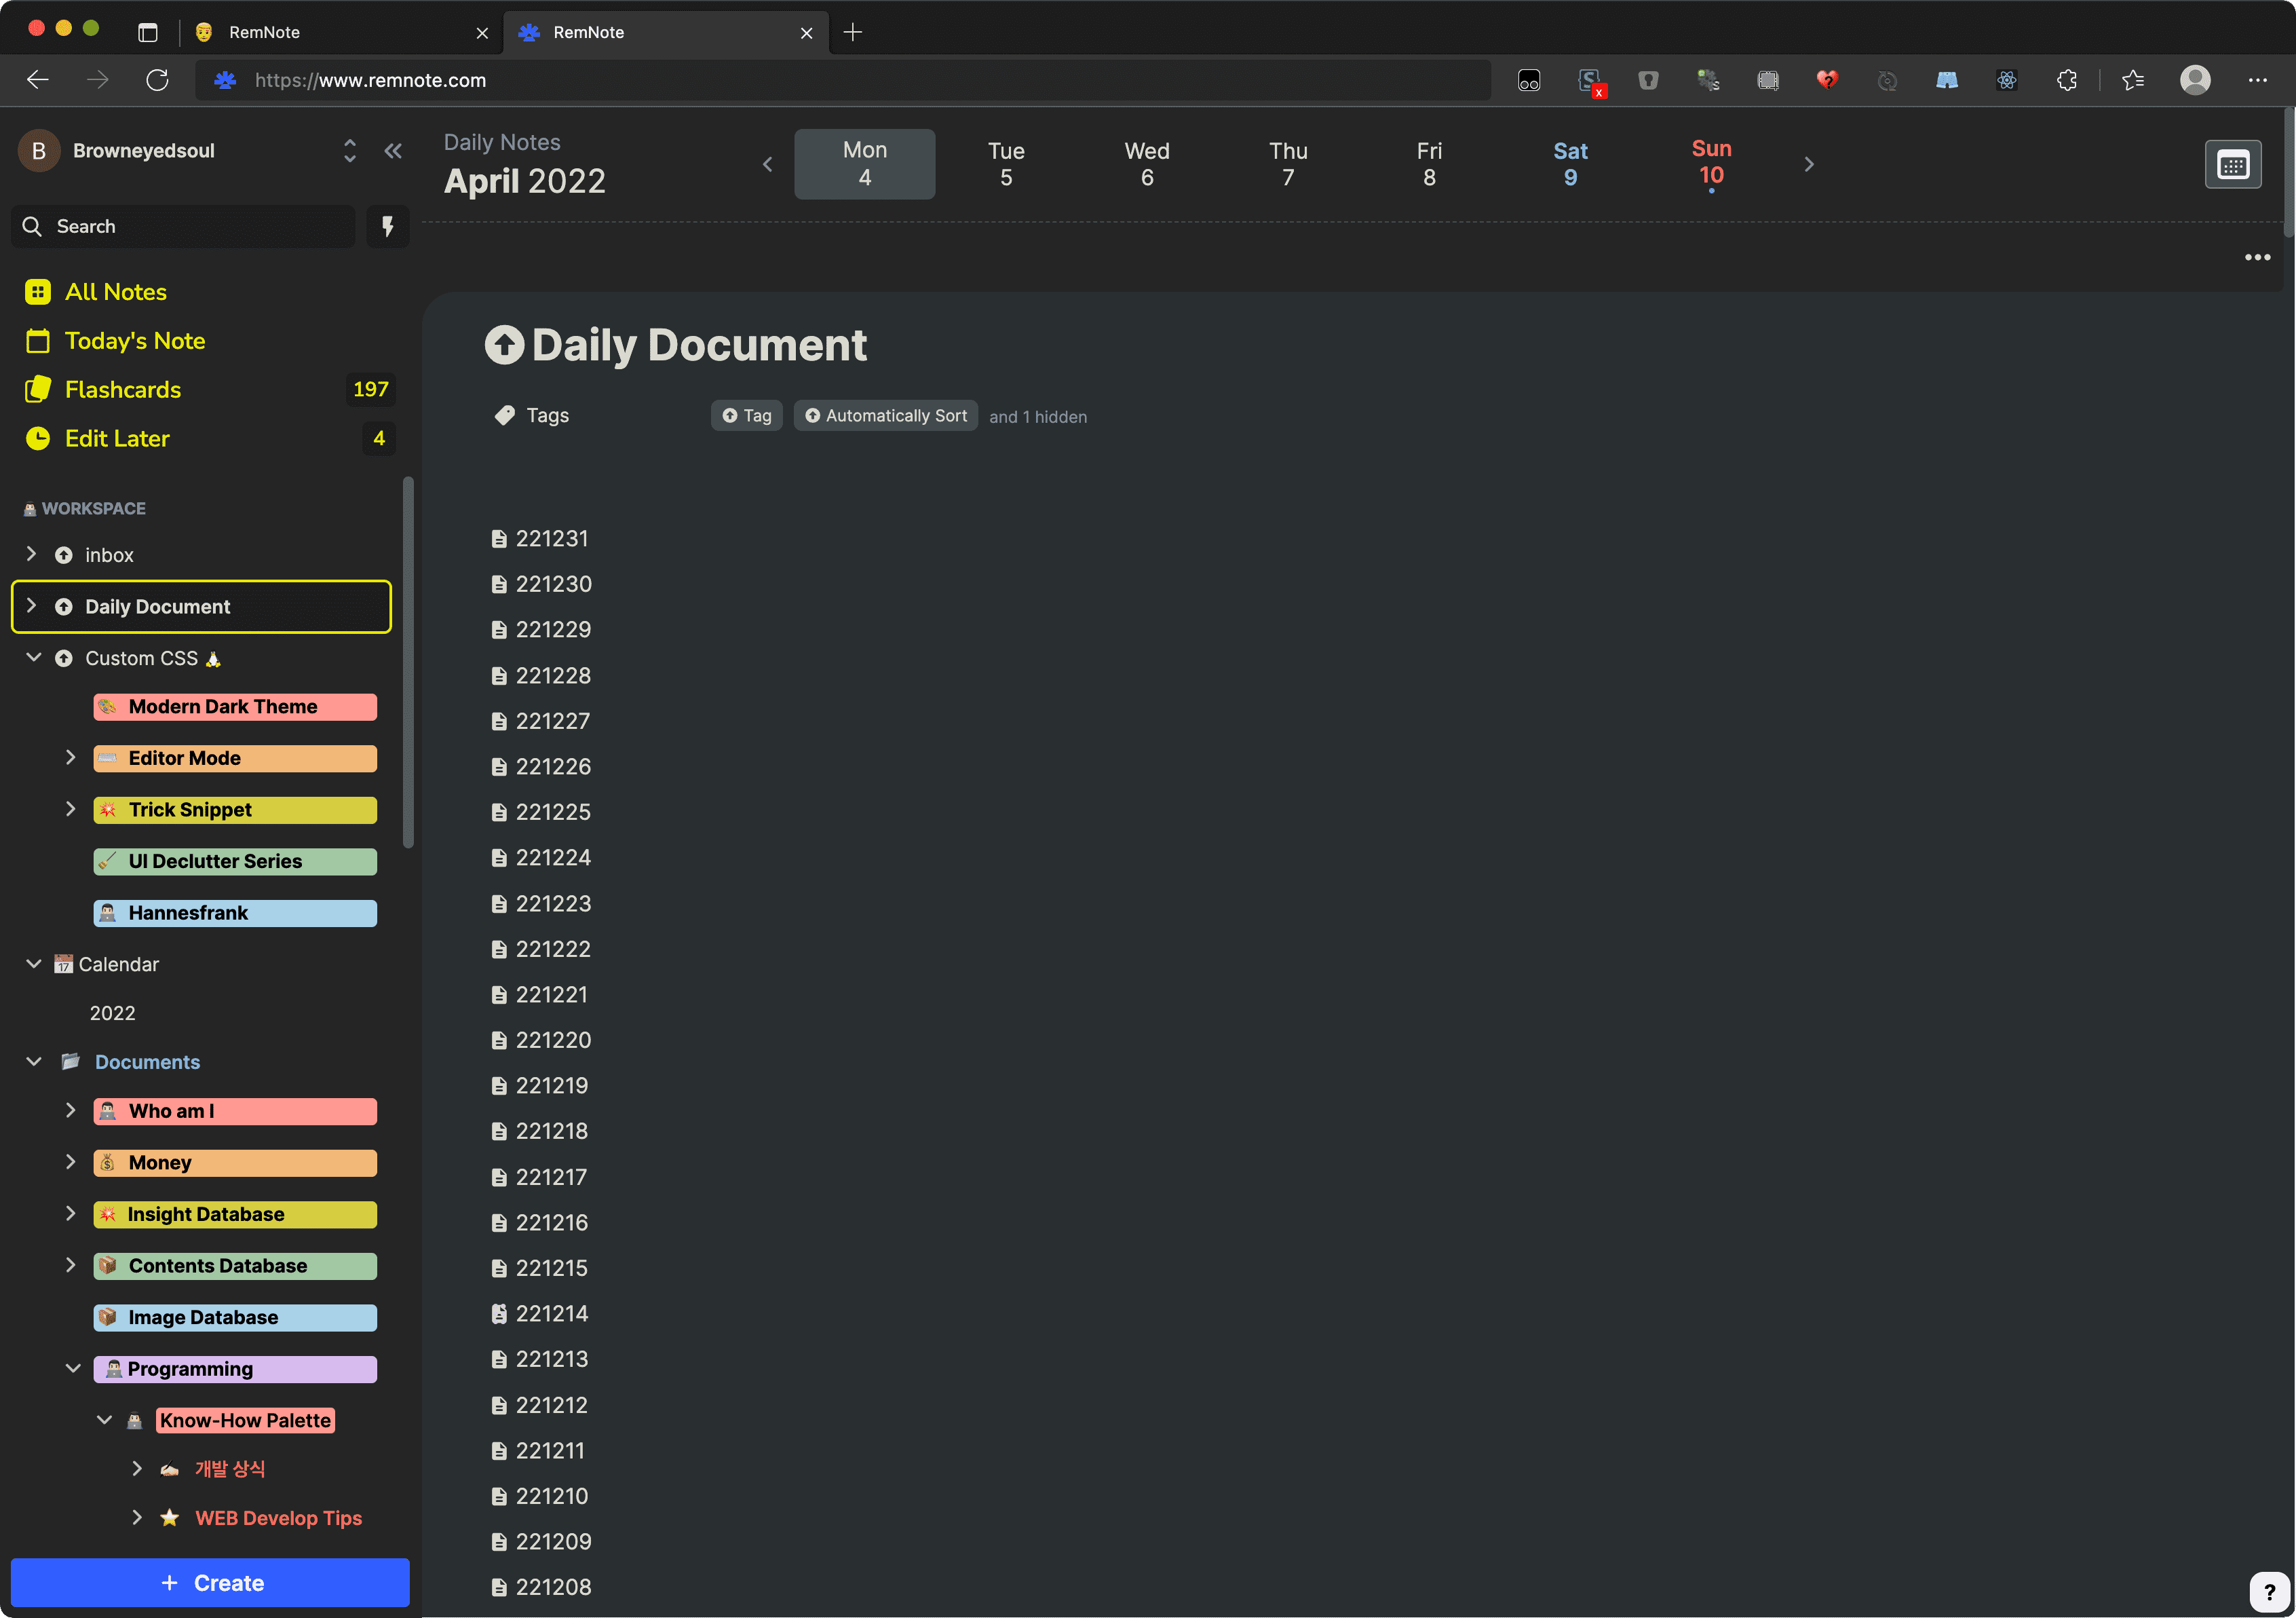 RemNote
RemNote
https://www.remnote.com
B Browneyedsoul
Search
All Notes
Today's Note
Flashcards 197
Edit Later 4
WORKSPACE
inbox
Daily Document
Custom CSS
Modern Dark Theme
Editor Mode
Trick Snippet
UI Declutter Series
Hannesfrank
17 Calendar
2022
Documents
Who am I
Money
Insight Database
Contents Database
Image Database
Programming
Know-How Palette
개발 상식
WEB Develop Tips
+ Create
Daily Notes
April 2022
Mon 4
Tue 5
Wed 6
Thu 7
Fri 8
Sat 9
Sun 10
Daily Document
Tags Tag Automatically Sort and 1 hidden
221231
221230
221229
221228
221227
221226
221225
221224
221223
221222
221221
221220
221219
221218
221217
221216
221215
221214
221213
221212
221211
221210
221209
221208
?